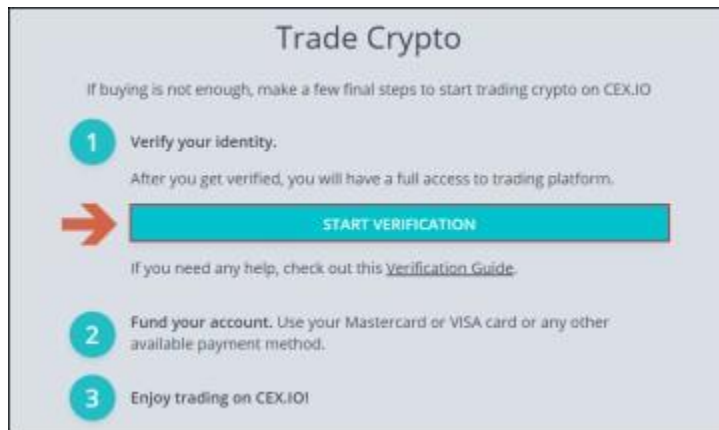 Trade Crypto
If buying is not enough, make a few final steps to start trading crypto on CEX.IO
1
Verify your identity.
After you get verified, you will have a full access to trading platform.
START VERIFICATION
If you need any help, check out this Verification Guide.
2
Fund your account. Use your Mastercard or VISA card or any other
available payment method.
3
Enjoy trading on CEX.IO!